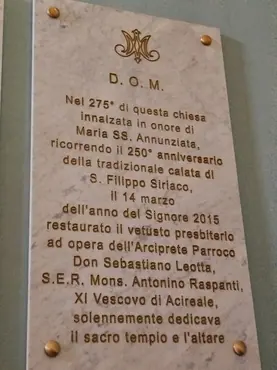 D. O. M.
Nel 275° di questa chiesa
innalzata in onore di
Maria SS. Annunziata,
ricorrendo il 250° anniversario
della tradizionale calata di
S. Filippo Siriaco,
il 14 marzo
dell'anno del Signore 2015
restaurato il vetusto presbiterio
ad opera dell'Arciprete Parroco
Don Sebastiano Leotta,
S.E.R. Mons. Antonino Raspanti,
XI Vescovo di Acireale,
solennemente dedicava
il sacro tempio e l'altare